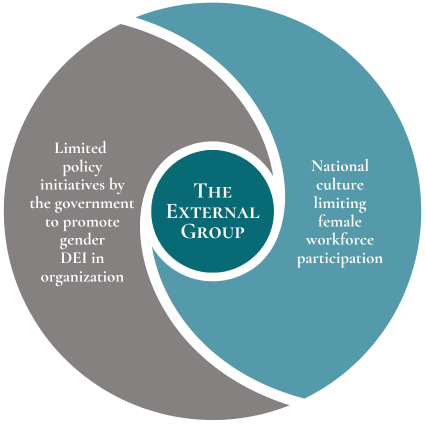 Limited
policy
initiatives by
the government
to promote
gender
DEI in
organization
THE
EXTERNAL
GROUP
National
culture
limiting
female
workforce
participation